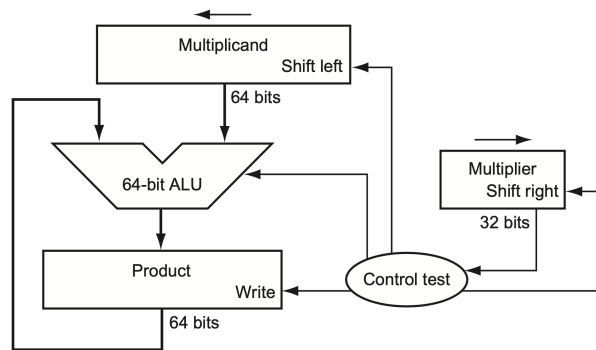 Multiplicand
Shift left
64 bits
64-bit ALU
Multiplier
Shift right
32 bits
Product
Write
Control test
64 bits